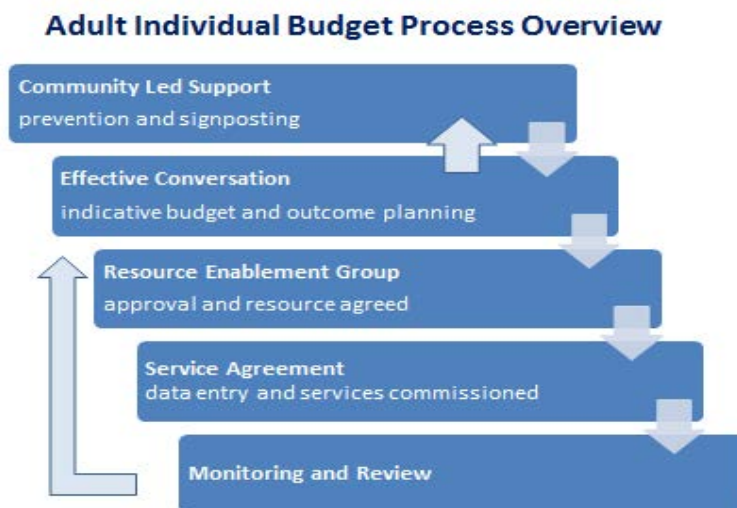 Adult Individual Budget Process Overview
Community Led Support
prevention and signposting
Effective Conversation
indicative budget and outcome planning
Resource Enablement Group
approval and resource agreed
Service Agreement
data entry and services commissioned
Monitoring and Review